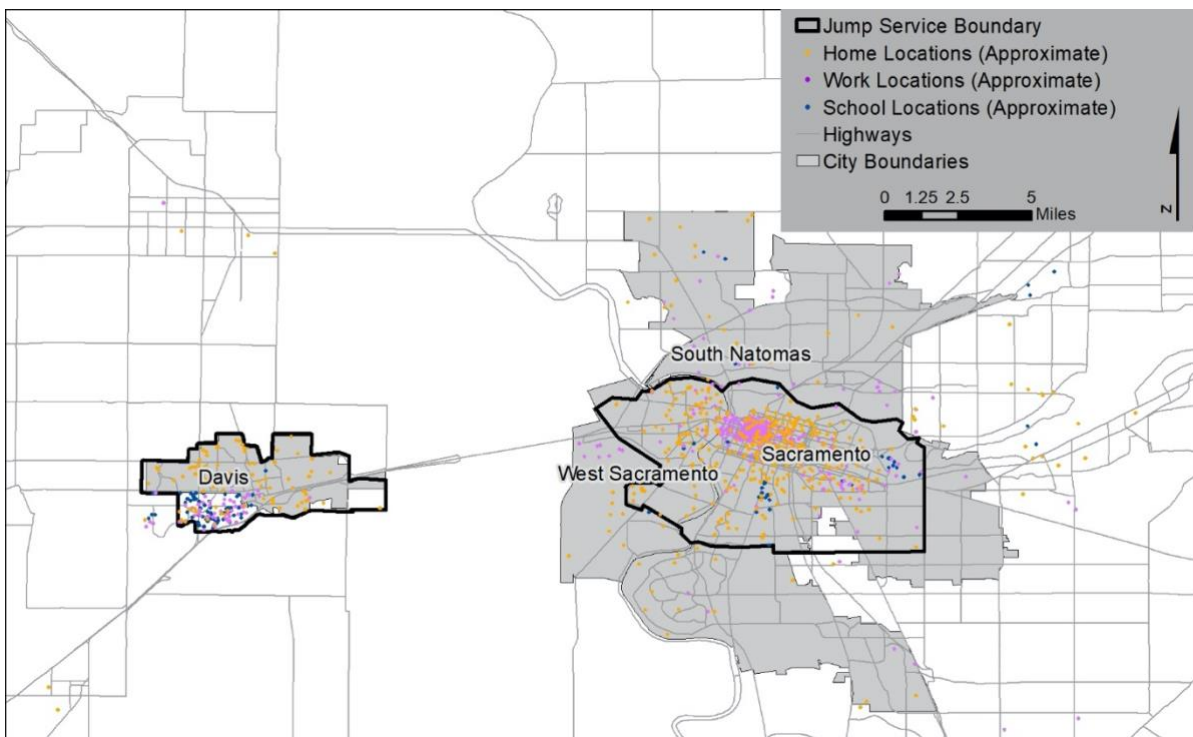 Jump Service Boundary
Home Locations (Approximate)
Work Locations (Approximate)
School Locations (Approximate)
Highways
City Boundaries
0 1.25 2.5 5
Miles
N
South Natomas
Sacramento
West Sacramento
Davis